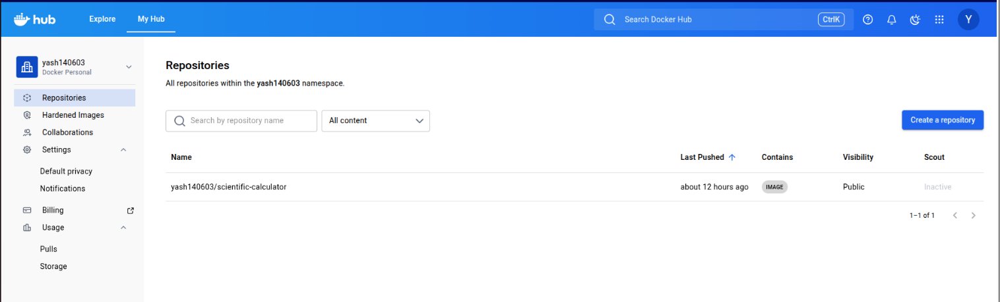 hub Explore My Hub Search Docker Hub CtrlK Y
yash140603
Docker Personal
Repositories
Hardened Images
Collaborations
Settings
Default privacy
Notifications
Billing
Usage
Pulls
Storage
Repositories
All repositories within the yash140603 namespace.
Search by repository name All content Create a repository
Name Last Pushed Contains Visibility Scout
yash140603/scientific-calculator about 12 hours ago IMAGE Public Inactive
1–1 of 1